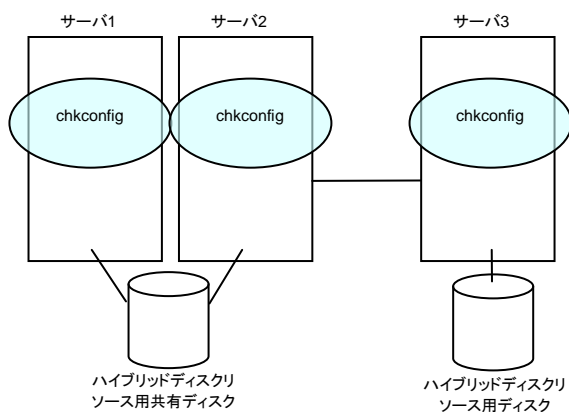 サーバ1
サーバ2
サーバ3
chkconfig
chkconfig
chkconfig
ハイブリッドディスクリ
ソース用共有ディスク
ハイブリッドディスクリ
ソース用ディスク